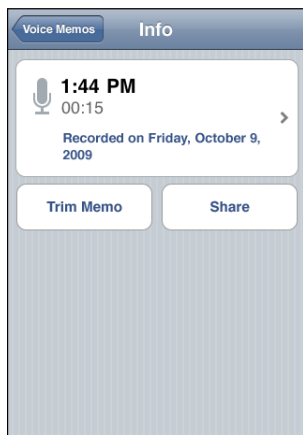 Voice Memos
Info
1:44 PM
00:15
Recorded on Friday, October 9,
2009
Trim Memo
Share